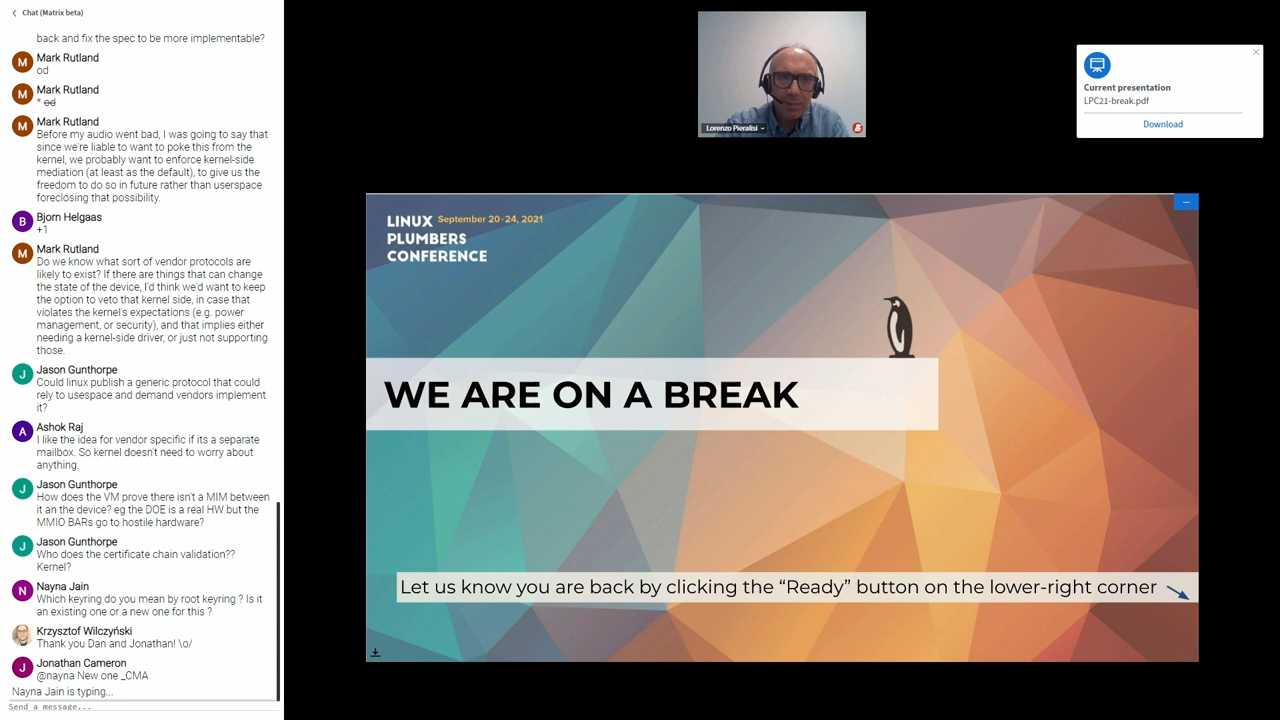 Chat (Matrix beta)
back and fix the spec to be more implementable?
M
Mark Rutland
od
M
Mark Rutland
* od
M
Mark Rutland
Before my audio went bad, I was going to say that
since we're liable to want to poke this from the
kernel, we probably want to enforce kernel-side
mediation (at least as the default), to give us the
freedom to do so in future rather than userspace
foreclosing that possibility.
B
Bjorn Helgaas
+1
M
Mark Rutland
Do we know what sort of vendor protocols are
likely to exist? If there are things that can change
the state of the device, I'd think we'd want to keep
the option to veto that kernel side, in case that
violates the kernel's expectations (e.g. power
management, or security), and that implies either
needing a kernel-side driver, or just not supporting
those.
J
Jason Gunthorpe
Could linux publish a generic protocol that could
rely to usespace and demand vendors implement
it?
A
Ashok Raj
I like the idea for vendor specific if its a separate
mailbox. So kernel doesn't need to worry about
anything.
J
Jason Gunthorpe
How does the VM prove there isn't a MIM between
it an the device? eg the DOE is a real HW but the
MMIO BARs go to hostile hardware?
J
Jason Gunthorpe
Who does the certificate chain validation??
Kernel?
N
Nayna Jain
Which keyring do you mean by root keyring ? Is it
an existing one or a new one for this ?
Krzysztof Wilczyński
Thank you Dan and Jonathan! \o/
J
Jonathan Cameron
@nayna New one _CMA
Nayna Jain is typing...
Send a message...
Lorenzo Pieralisi
Current presentation
LPC21-break.pdf
Download
LINUX September 20-24, 2021
PLUMBERS
CONFERENCE
WE ARE ON A BREAK
Let us know you are back by clicking the “Ready” button on the lower-right corner